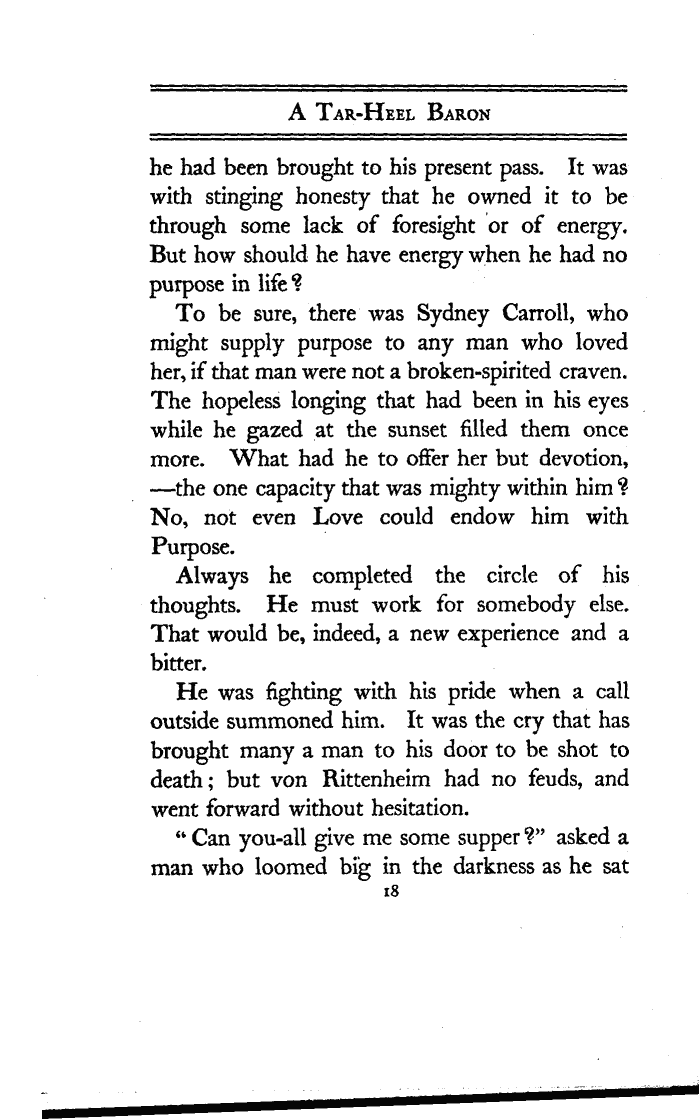 A Tar-Heel Baron
he had been brought to his present pass. It was
with stinging honesty that he owned it to be
through some lack of foresight or of energy.
But how should he have energy when he had no
purpose in life?
To be sure, there was Sydney Carroll, who
might supply purpose to any man who loved
her, if that man were not a broken-spirited craven.
The hopeless longing that had been in his eyes
while he gazed at the sunset filled them once
more. What had he to offer her but devotion,
—the one capacity that was mighty within him?
No, not even Love could endow him with
Purpose.
Always he completed the circle of his
thoughts. He must work for somebody else.
That would be, indeed, a new experience and a
bitter.
He was fighting with his pride when a call
outside summoned him. It was the cry that has
brought many a man to his door to be shot to
death; but von Rittenheim had no feuds, and
went forward without hesitation.
“Can you-all give me some supper?” asked a
man who loomed big in the darkness as he sat
18